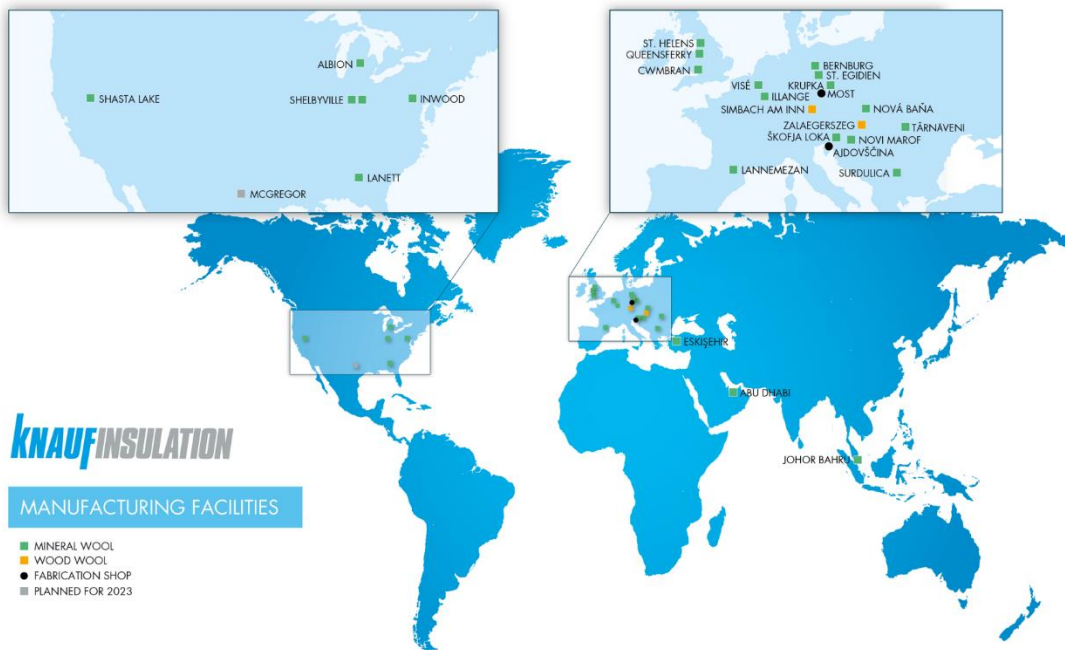 ALBION
SHASTA LAKE
SHELBYVILLE
INWOOD
LANETT
MCGREGOR
ST. HELENS
QUEENSFERRY
CWMBRAN
BERNBURG
ST. EGIDIEN
VISÉ
KRUPKA
MOST
ILLANGE
SIMBACH AM INN
NOVÁ BAŇA
ZALAEGERSZEG
TÂRNĂVENI
ŠKOFJA LOKA
NOVI MAROF
AJDOVŠČINA
LANNEMEZAN
SURDULICA
ESKIŞEHIR
ABU DHABI
JOHOR BAHRU
KNAUFINSULATION
MANUFACTURING FACILITIES
MINERAL WOOL
WOOD WOOL
FABRICATION SHOP
PLANNED FOR 2023